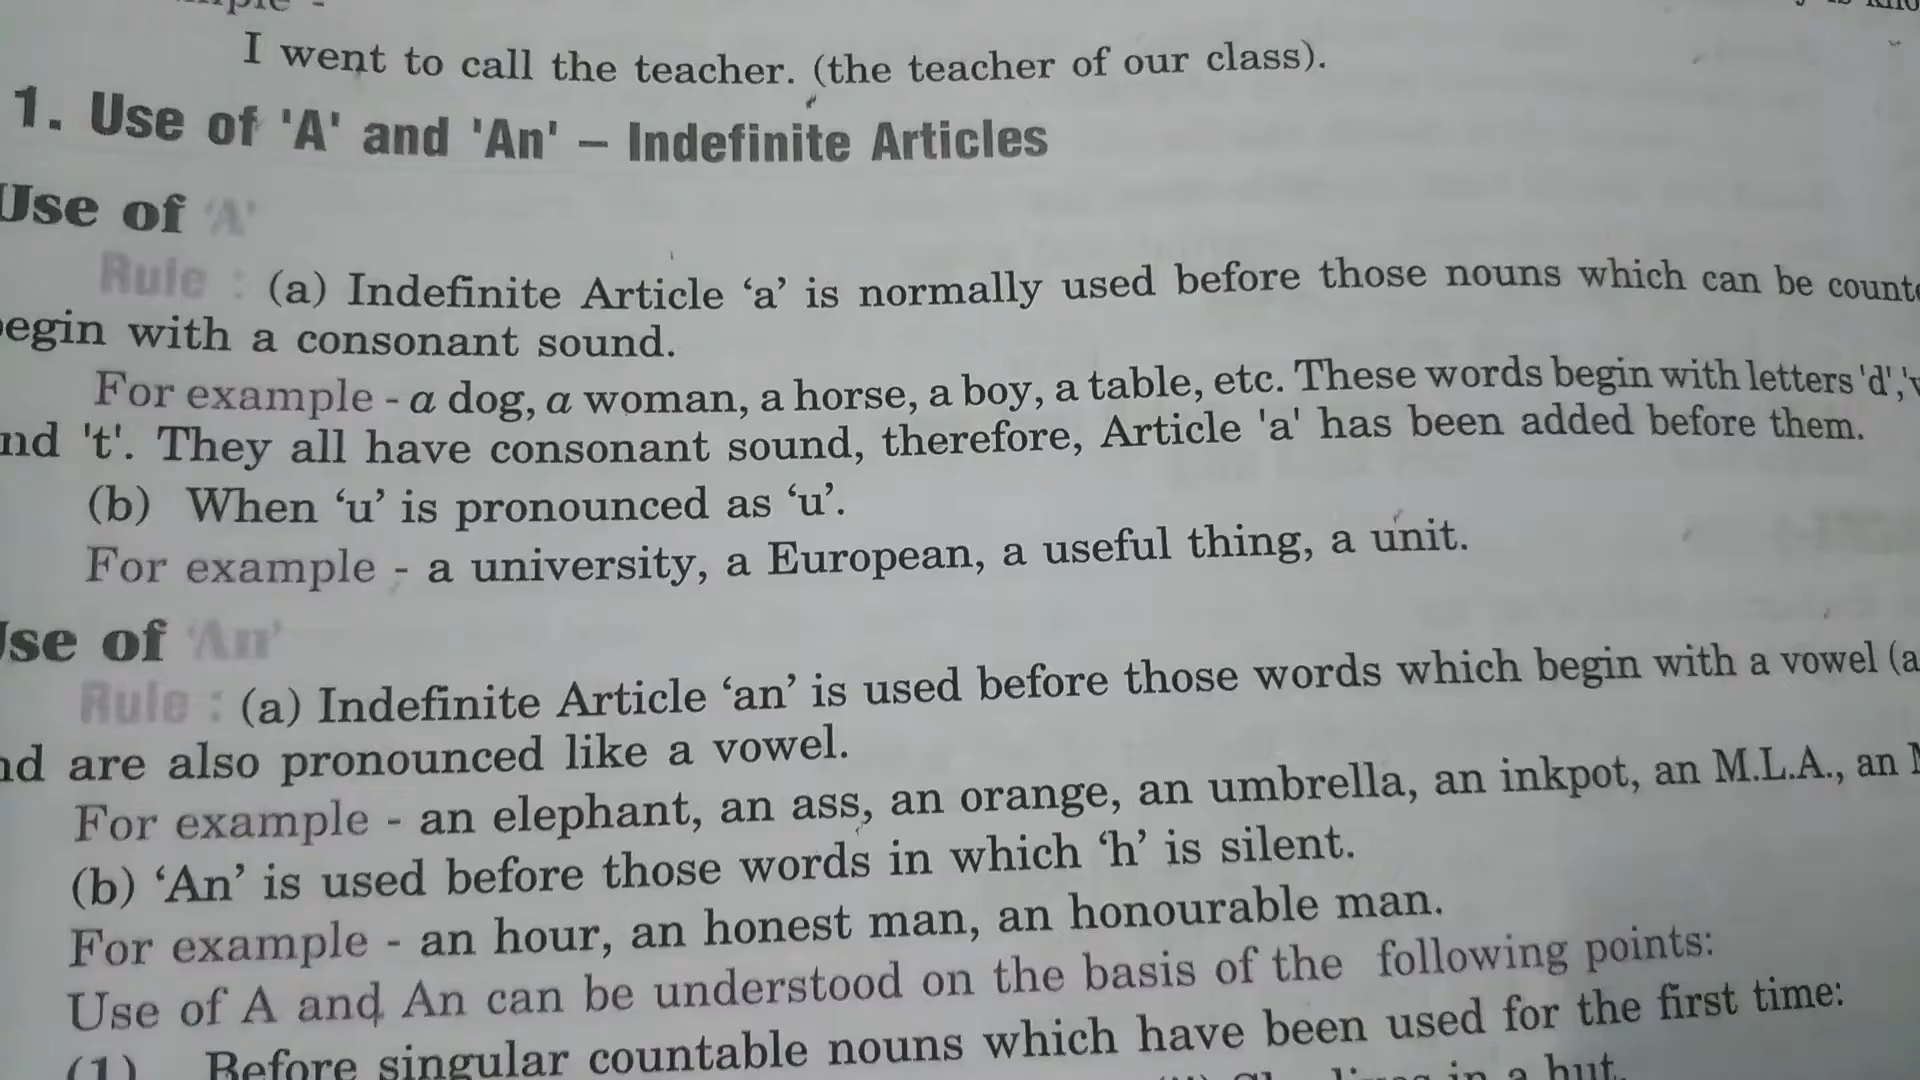 I went to call the teacher. (the teacher of our class).
1. Use of 'A' and 'An' – Indefinite Articles
Use of 'A'
Rule : (a) Indefinite Article ‘a’ is normally used before those nouns which can be
egin with a consonant sound.
For example - a dog, a woman, a horse, a boy, a table, etc. These words begin with letters 'd',
nd 't'. They all have consonant sound, therefore, Article 'a' has been added before them.
(b) When ‘u’ is pronounced as ‘u’.
For example - a university, a European, a useful thing, a unit.
Use of ‘An’
Rule : (a) Indefinite Article ‘an’ is used before those words which begin with a vowel (a
nd are also pronounced like a vowel.
For example - an elephant, an ass, an orange, an umbrella, an inkpot, an M.L.A., an
(b) ‘An’ is used before those words in which ‘h’ is silent.
For example - an hour, an honest man, an honourable man.
Use of A and An can be understood on the basis of the following points:
(1) Before singular countable nouns which have been used for the first time:
in a hut.